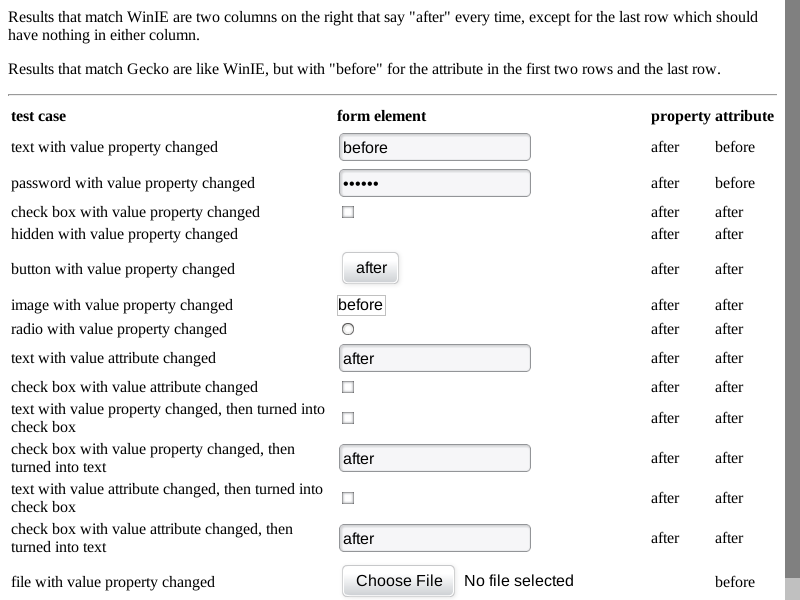 Results that match WinIE are two columns on the right that say "after" every time, except for the last row which should
have nothing in either column.
Results that match Gecko are like WinIE, but with "before" for the attribute in the first two rows and the last row.
test case form element property attribute
text with value property changed before after before
password with value property changed •••••• after before
check box with value property changed after after
hidden with value property changed after after
button with value property changed after after after
image with value property changed before after after
radio with value property changed after after
text with value attribute changed after after after
check box with value attribute changed after after
text with value property changed, then turned into
check box after after
check box with value property changed, then
turned into text after after after
text with value attribute changed, then turned into
check box after after
check box with value attribute changed, then
turned into text after after after
file with value property changed Choose File No file selected before